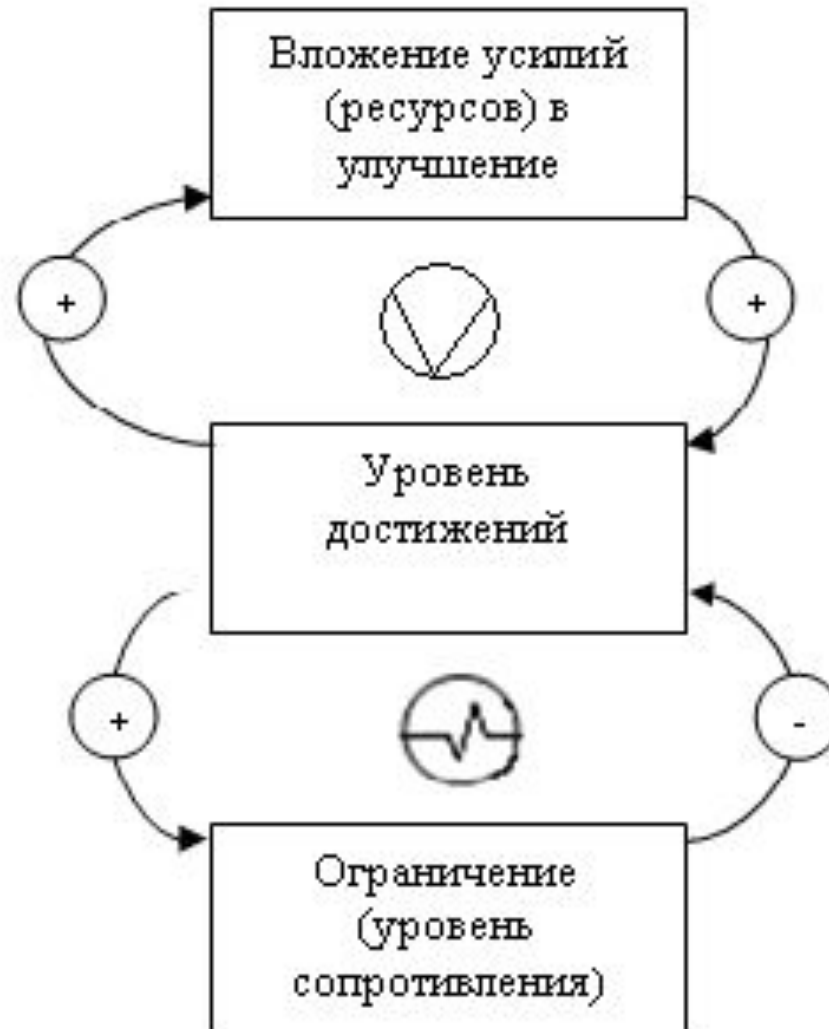 Вложение усилий
(ресурсов) в
улучшение
+
+
Уровень
достижений
+
-
Ограничение
(уровень
сопротивления)